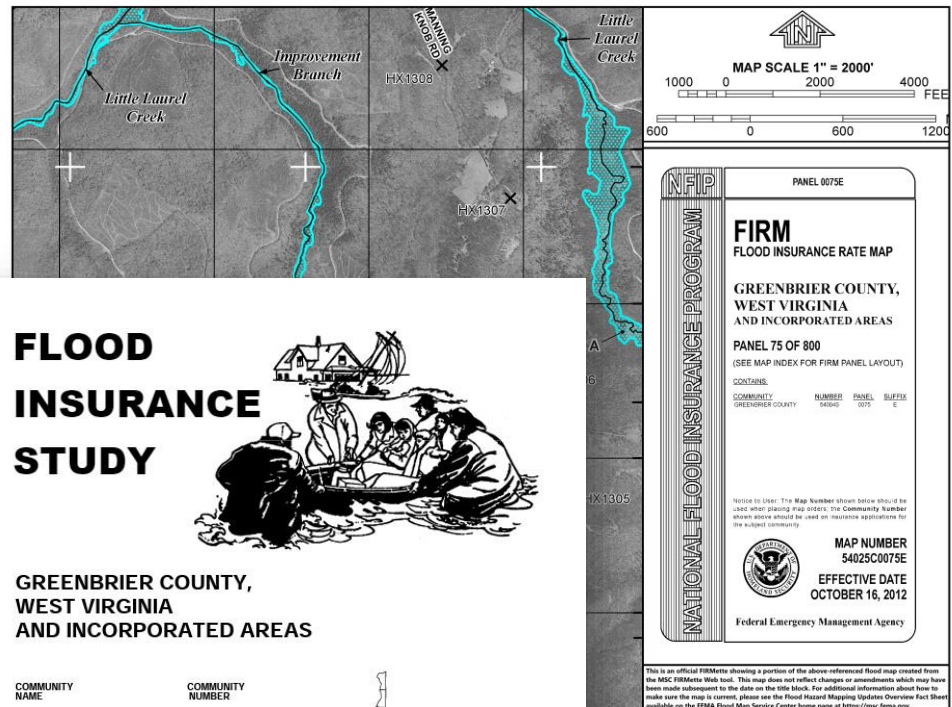 MANNING
KNOB RD
HX1308
Little
Laurel
Creek
Improvement
Branch
Little Laurel
Creek
HX1307
A
6
HX1305
N
MAP SCALE 1" = 2000'
1000 0 2000 4000
FEE
600 0 600 1200
NFIP
PANEL 0075E
NATIONAL FLOOD INSURANCE PROGRAM
FIRM
FLOOD INSURANCE RATE MAP
GREENBRIER COUNTY,
WEST VIRGINIA
AND INCORPORATED AREAS
PANEL 75 OF 800
(SEE MAP INDEX FOR FIRM PANEL LAYOUT)
CONTAINS:
COMMUNITY NUMBER PANEL SUFFIX
GREENBRIER COUNTY 540040 0075 E
Notice to User: The Map Number shown below should be
used when placing map orders: the Community Number
shown above should be used on insurance applications for
the subject community.
U.S. DEPARTMENT OF HOMELAND SECURITY
MAP NUMBER
54025C0075E
EFFECTIVE DATE
OCTOBER 16, 2012
Federal Emergency Management Agency
This is an official FIRMette showing a portion of the above-referenced flood map created from
the MSC FIRMette Web tool. This map does not reflect changes or amendments which may have
been made subsequent to the date on the title block. For additional information about how to
make sure the map is current, please see the Flood Hazard Mapping Updates Overview Fact Sheet
available on the FEMA Flood Map Service Center home page at https://msc.fema.gov.
FLOOD
INSURANCE
STUDY
GREENBRIER COUNTY,
WEST VIRGINIA
AND INCORPORATED AREAS
COMMUNITY
NAME
COMMUNITY
NUMBER